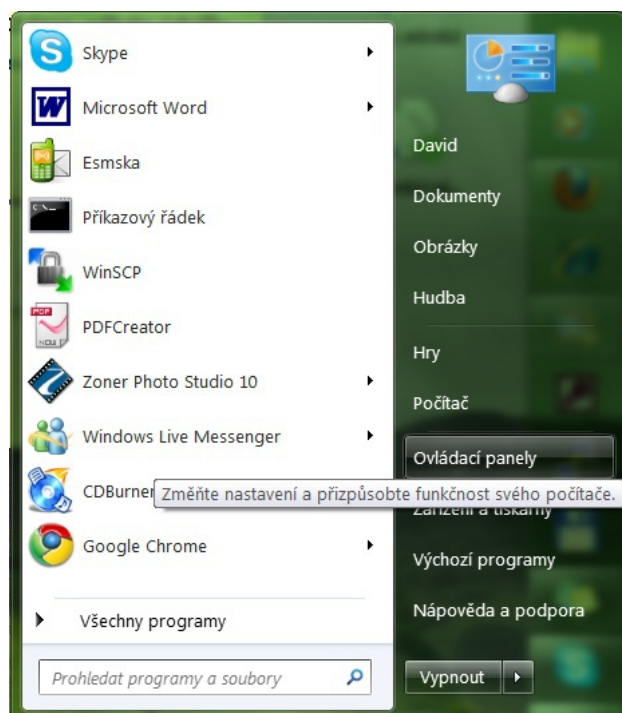 Skype
Microsoft Word
Esmska
Příkazový řádek
WinSCP
PDFCreator
Zoner Photo Studio 10
Windows Live Messenger
CDBurner
Google Chrome
Všechny programy
Prohledat programy a soubory
David
Dokumenty
Obrázky
Hudba
Hry
Počítač
Ovládací panely
Změňte nastavení a přizpůsobte funkčnost svého počítače.
Zařízení a tiskárny
Výchozí programy
Nápověda a podpora
Vypnout